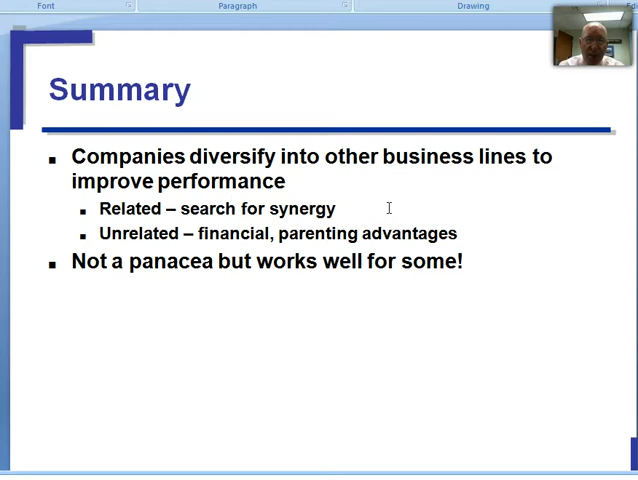 Font Paragraph Drawing
Summary
Companies diversify into other business lines to
improve performance
Related – search for synergy
Unrelated – financial, parenting advantages
Not a panacea but works well for some!